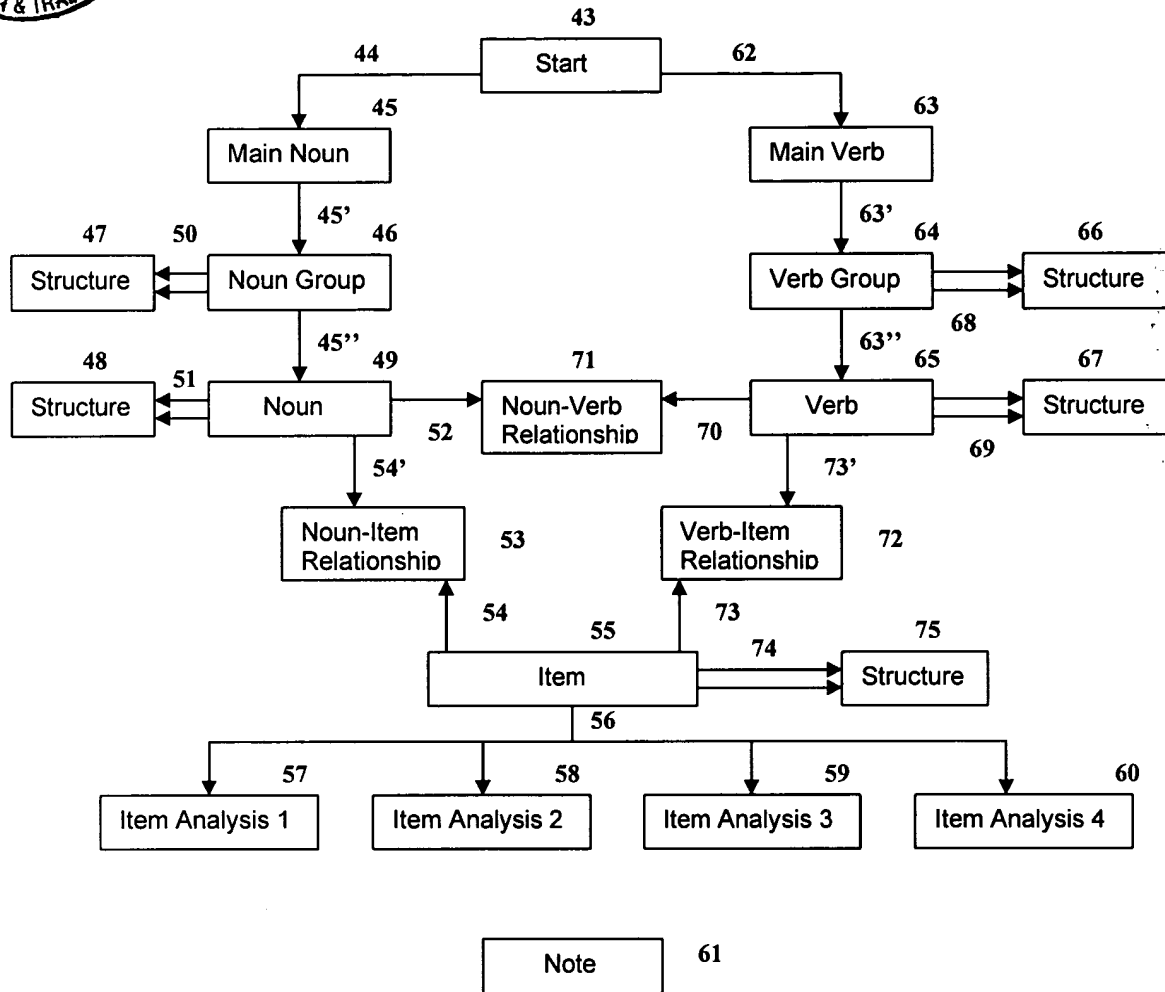 & TRA
43
44
Start
62
45
63
Main Noun
Main Verb
45'
63'
47
50
46
64
66
Structure
Noun Group
Verb Group
Structure
68
45''
63''
48
51
49
71
65
67
Structure
Noun
Noun-Verb
Relationship
Verb
Structure
52
70
69
54'
73'
Noun-Item
Relationship
53
Verb-Item
Relationship
72
54
73
55
74
75
Item
Structure
56
57
58
59
60
Item Analysis 1
Item Analysis 2
Item Analysis 3
Item Analysis 4
Note
61